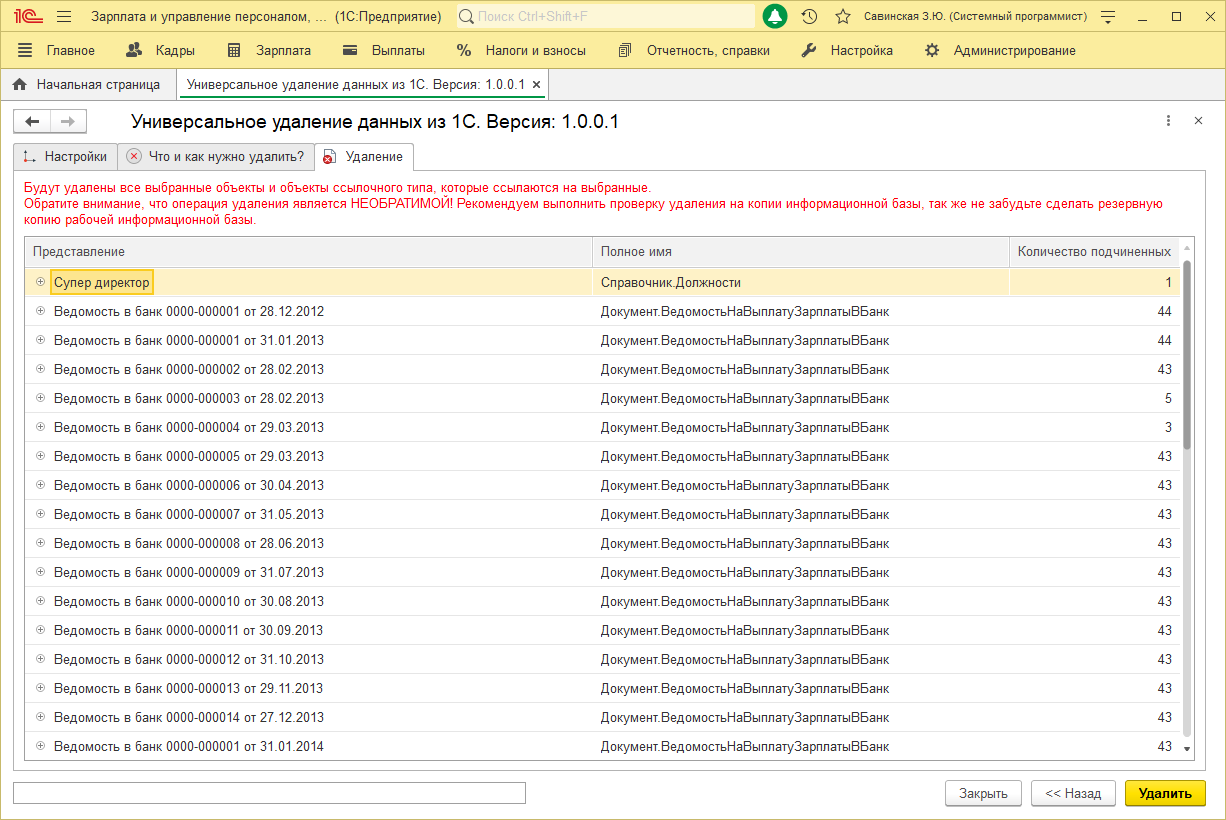 1С Зарплата и управление персоналом, ... (1С:Предприятие) Поиск Ctrl+Shift+F Савинская З.Ю. (Системный программист)
Главное Кадры Зарплата Выплаты % Налоги и взносы Отчетность, справки Настройка Администрирование
Начальная страница Универсальное удаление данных из 1С. Версия: 1.0.0.1 ×
Универсальное удаление данных из 1С. Версия: 1.0.0.1
Настройки Что и как нужно удалить? Удаление
Будут удалены все выбранные объекты и объекты ссылочного типа, которые ссылаются на выбранные.
Обратите внимание, что операция удаления является НЕОБРАТИМОЙ! Рекомендуем выполнить проверку удаления на копии информационной базы, так же не забудьте сделать резервную
копию рабочей информационной базы.
Представление Полное имя Количество подчиненных
Супер директор Справочник.Должности 1
Ведомость в банк 0000-000001 от 28.12.2012 Документ.ВедомостьНаВыплатуЗарплатыВБанк 44
Ведомость в банк 0000-000001 от 31.01.2013 Документ.ВедомостьНаВыплатуЗарплатыВБанк 44
Ведомость в банк 0000-000002 от 28.02.2013 Документ.ВедомостьНаВыплатуЗарплатыВБанк 43
Ведомость в банк 0000-000003 от 28.02.2013 Документ.ВедомостьНаВыплатуЗарплатыВБанк 5
Ведомость в банк 0000-000004 от 29.03.2013 Документ.ВедомостьНаВыплатуЗарплатыВБанк 3
Ведомость в банк 0000-000005 от 29.03.2013 Документ.ВедомостьНаВыплатуЗарплатыВБанк 43
Ведомость в банк 0000-000006 от 30.04.2013 Документ.ВедомостьНаВыплатуЗарплатыВБанк 43
Ведомость в банк 0000-000007 от 31.05.2013 Документ.ВедомостьНаВыплатуЗарплатыВБанк 43
Ведомость в банк 0000-000008 от 28.06.2013 Документ.ВедомостьНаВыплатуЗарплатыВБанк 43
Ведомость в банк 0000-000009 от 31.07.2013 Документ.ВедомостьНаВыплатуЗарплатыВБанк 43
Ведомость в банк 0000-000010 от 30.08.2013 Документ.ВедомостьНаВыплатуЗарплатыВБанк 43
Ведомость в банк 0000-000011 от 30.09.2013 Документ.ВедомостьНаВыплатуЗарплатыВБанк 43
Ведомость в банк 0000-000012 от 31.10.2013 Документ.ВедомостьНаВыплатуЗарплатыВБанк 43
Ведомость в банк 0000-000013 от 29.11.2013 Документ.ВедомостьНаВыплатуЗарплатыВБанк 43
Ведомость в банк 0000-000014 от 27.12.2013 Документ.ВедомостьНаВыплатуЗарплатыВБанк 43
Ведомость в банк 0000-000001 от 31.01.2014 Документ.ВедомостьНаВыплатуЗарплатыВБанк 43
Закрыть << Назад Удалить